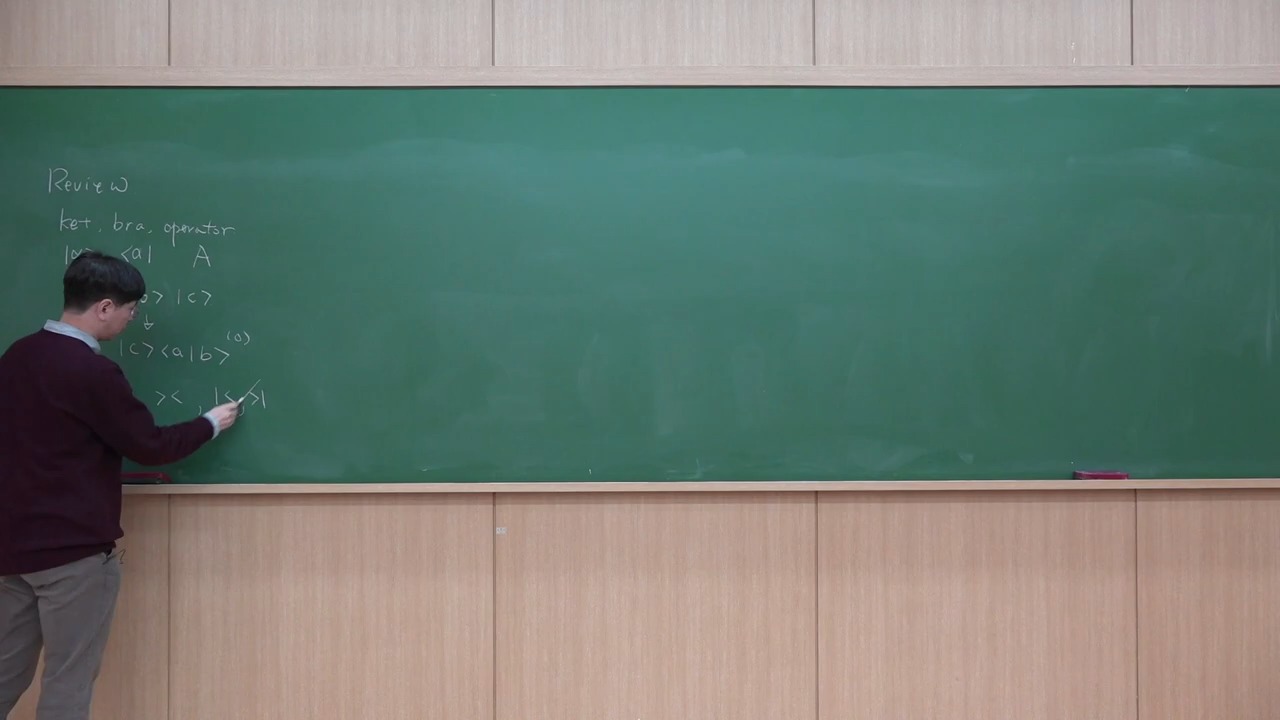 Review
ket, bra, operator
<a| A
> |c>
↓
|c><a|b> (o)
>< , |< >|